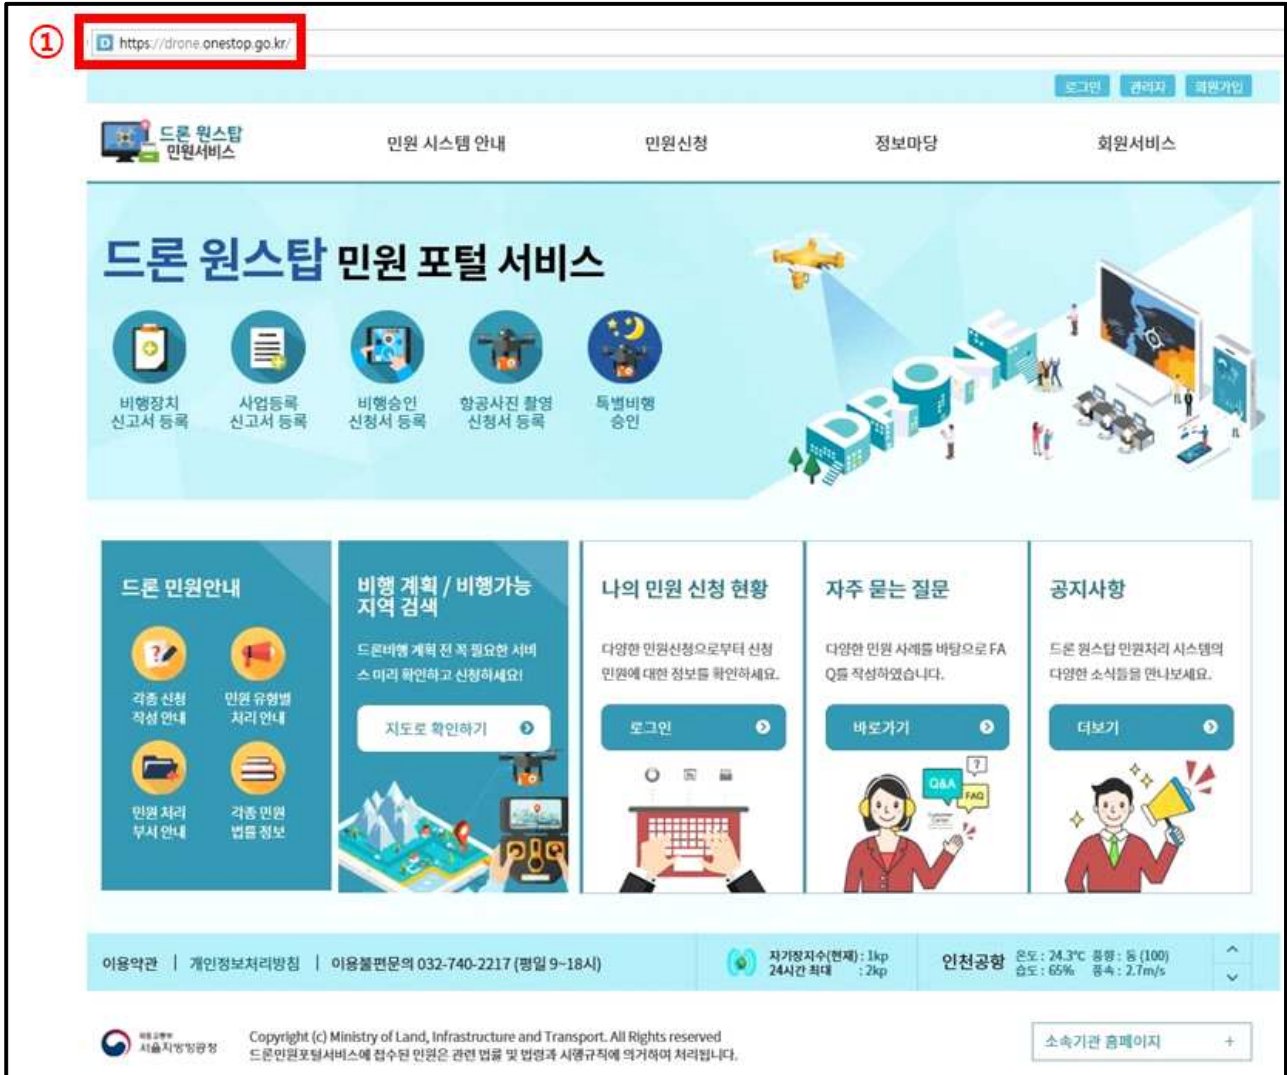 ①
https://drone.onestop.go.kr/
로그인 관리자 회원가입
드론 원스탑
민원서비스
민원 시스템 안내 민원신청 정보마당 회원서비스
드론 원스탑 민원 포털 서비스
비행장치
신고서 등록
사업등록
신고서 등록
비행승인
신청서 등록
항공사진 촬영
신청서 등록
특별비행
승인
DRONE
드론 민원안내
각종 신청
작성 안내
민원 유형별
처리 안내
민원 처리
부서 안내
각종 민원
법률 정보
비행 계획 / 비행가능
지역 검색
드론비행 계획 전 꼭 필요한 서비
스 미리 확인하고 신청하세요!
지도로 확인하기
나의 민원 신청 현황
다양한 민원신청으로부터 신청
민원에 대한 정보를 확인하세요.
로그인
자주 묻는 질문
다양한 민원 사례를 바탕으로 FA
Q를 작성하였습니다.
바로가기
?
Q&A
FAQ
공지사항
드론 원스탑 민원처리 시스템의
다양한 소식들을 만나보세요.
더보기
이용약관 | 개인정보처리방침 | 이용불편문의 032-740-2217 (평일 9~18시)
자기장지수(현재) : 1kp
24시간 최대 : 2kp
인천공항
온도 : 24.3℃ 풍향 : 동 (100)
습도 : 65% 풍속 : 2.7m/s
국토교통부
서울지방항공청
Copyright (c) Ministry of Land, Infrastructure and Transport. All Rights reserved
드론민원포털서비스에 접수된 민원은 관련 법률 및 법령과 시행규칙에 의거하여 처리됩니다.
소속기관 홈페이지 +